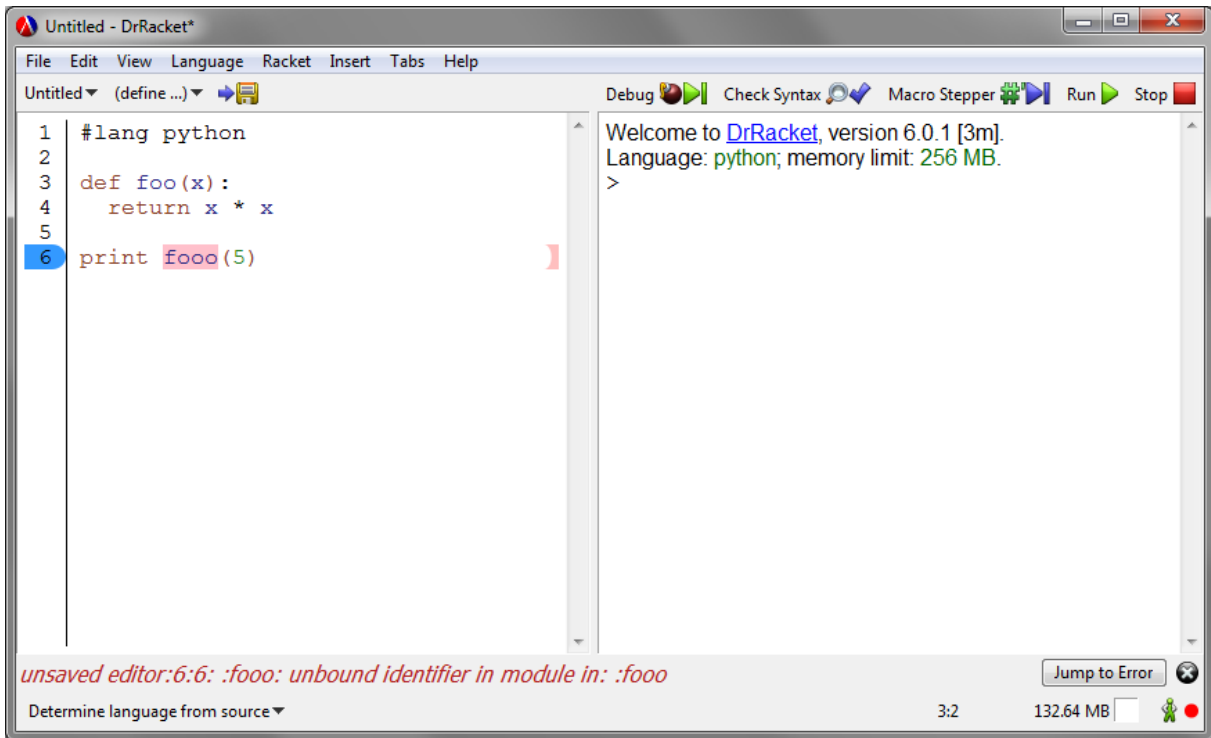 Untitled - DrRacket*
File Edit View Language Racket Insert Tabs Help
Untitled (define ...) Debug Check Syntax Macro Stepper Run Stop
1 #lang python
2
3 def foo(x):
4 return x * x
5
6 print fooo(5)
Welcome to DrRacket, version 6.0.1 [3m].
Language: python; memory limit: 256 MB.
>
unsaved editor:6:6: :fooo: unbound identifier in module in: :fooo
Jump to Error
Determine language from source 3:2 132.64 MB